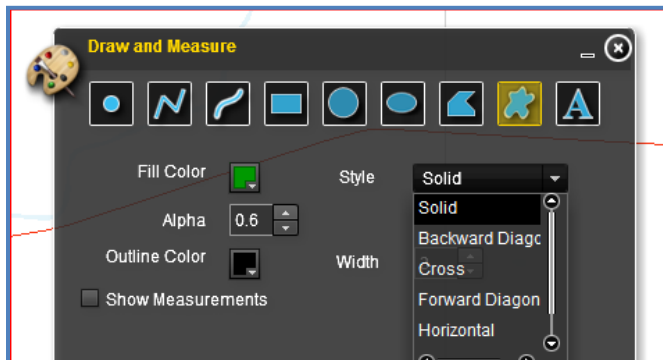 Draw and Measure
A
Fill Color Style Solid
Solid
Alpha 0.6
Backward Diagc
Outline Color Width Cross
Show Measurements Forward Diagon
Horizontal